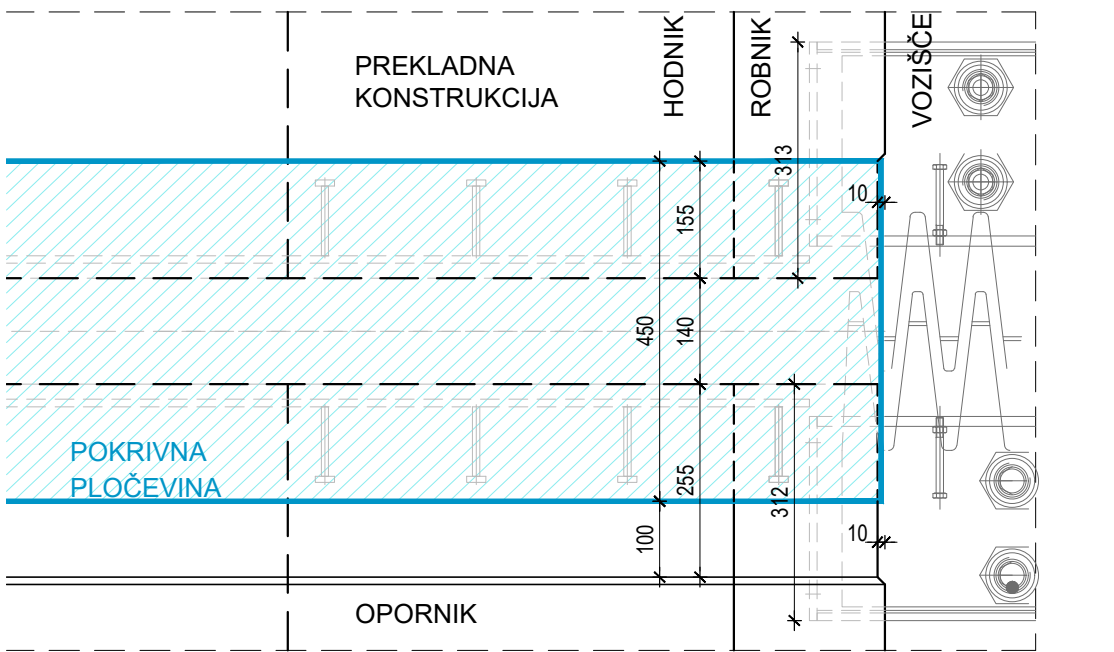 PREKLADNA
KONSTRUKCIJA
HODNIK
ROBNIK
VOZIŠČE
313
10
155
450
140
POKRIVNA
PLOČEVINA
255
312
100
10
OPORNIK